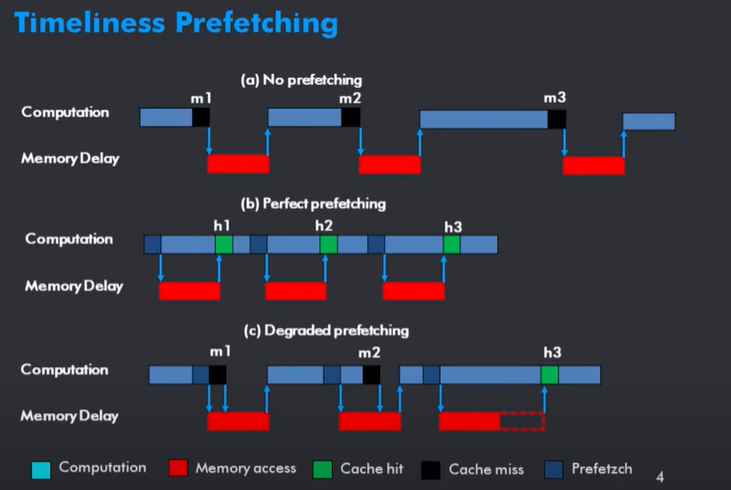 Timeliness Prefetching
(a) No prefetching
m1 m2 m3
Computation
Memory Delay
(b) Perfect prefetching
h1 h2 h3
Computation
Memory Delay
(c) Degraded prefetching
m1 m2 h3
Computation
Memory Delay
Computation Memory access Cache hit Cache miss Prefetzch
4